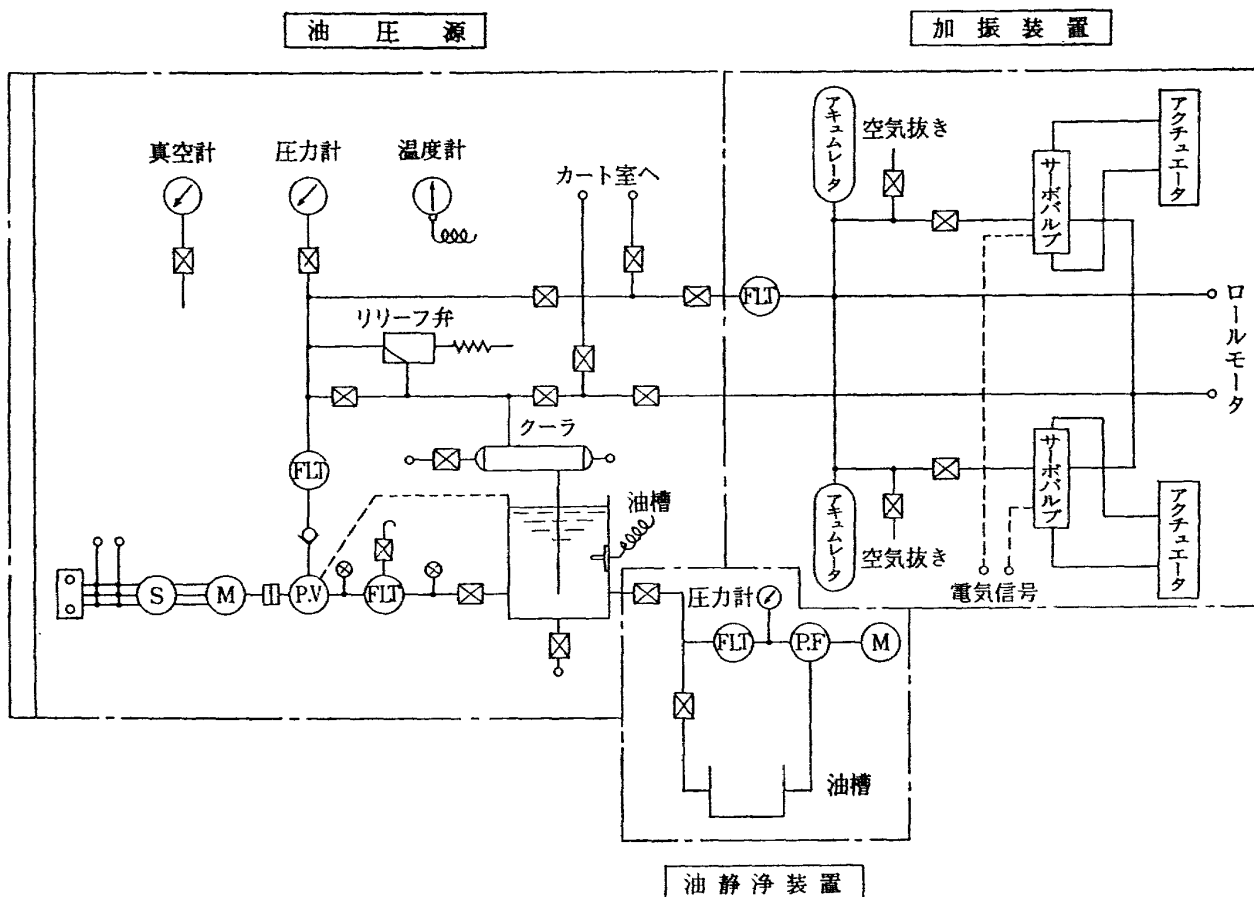 油圧源
加振装置
真空計
圧力計
温度計
カート室へ
アキュムレータ
空気抜き
サーボバルブ
アクチュエータ
FLT
ロールモータ
リリーフ弁
クーラ
FLT
油槽
S
M
P.V
FLT
サーボバルブ
アクチュエータ
アキュムレータ
空気抜き
電気信号
圧力計
FLT
P.F
M
油槽
油静浄装置